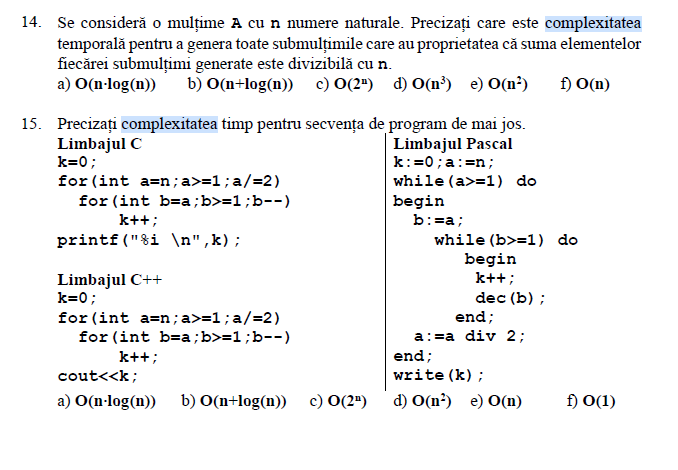 14. Se consideră o mulțime A cu n numere naturale. Precizați care este complexitatea
temporală pentru a genera toate submulțimile care au proprietatea că suma elementelor
fiecărei submulțimi generate este divizibilă cu n.
a) O(n·log(n)) b) O(n+log(n)) c) O(2ⁿ) d) O(n³) e) O(n²) f) O(n)
15. Precizați complexitatea timp pentru secvența de program de mai jos.
Limbajul C
k=0;
for(int a=n;a>=1;a/=2)
for(int b=a;b>=1;b--)
k++;
printf("%i \n",k);
Limbajul C++
k=0;
for(int a=n;a>=1;a/=2)
for(int b=a;b>=1;b--)
k++;
cout<<k;
Limbajul Pascal
k:=0;a:=n;
while(a>=1) do
begin
b:=a;
while(b>=1) do
begin
k++;
dec(b);
end;
a:=a div 2;
end;
write(k);
a) O(n·log(n)) b) O(n+log(n)) c) O(2ⁿ) d) O(n²) e) O(n) f) O(1)